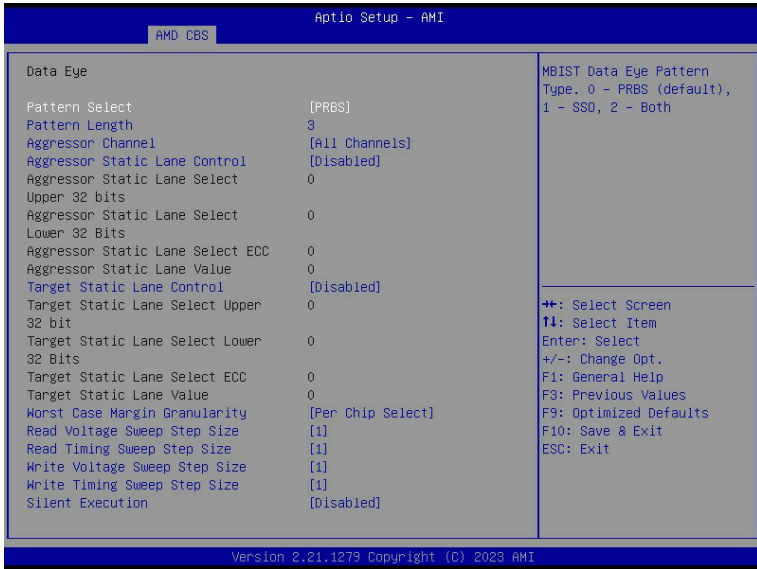 Aptio Setup - AMI
AMD CBS
Data Eye
Pattern Select [PRBS]
Pattern Length 3
Aggressor Channel [All Channels]
Aggressor Static Lane Control [Disabled]
Aggressor Static Lane Select 0
Upper 32 bits
Aggressor Static Lane Select 0
Lower 32 Bits
Aggressor Static Lane Select ECC 0
Aggressor Static Lane Value 0
Target Static Lane Control [Disabled]
Target Static Lane Select Upper 0
32 bit
Target Static Lane Select Lower 0
32 Bits
Target Static Lane Select ECC 0
Target Static Lane Value 0
Worst Case Margin Granularity [Per Chip Select]
Read Voltage Sweep Step Size [1]
Read Timing Sweep Step Size [1]
Write Voltage Sweep Step Size [1]
Write Timing Sweep Step Size [1]
Silent Execution [Disabled]
MBIST Data Eye Pattern
Type. 0 - PRBS (default),
1 - SSO, 2 - Both
→←: Select Screen
↑↓: Select Item
Enter: Select
+/-: Change Opt.
F1: General Help
F3: Previous Values
F9: Optimized Defaults
F10: Save & Exit
ESC: Exit
Version 2.21.1279 Copyright (C) 2023 AMI